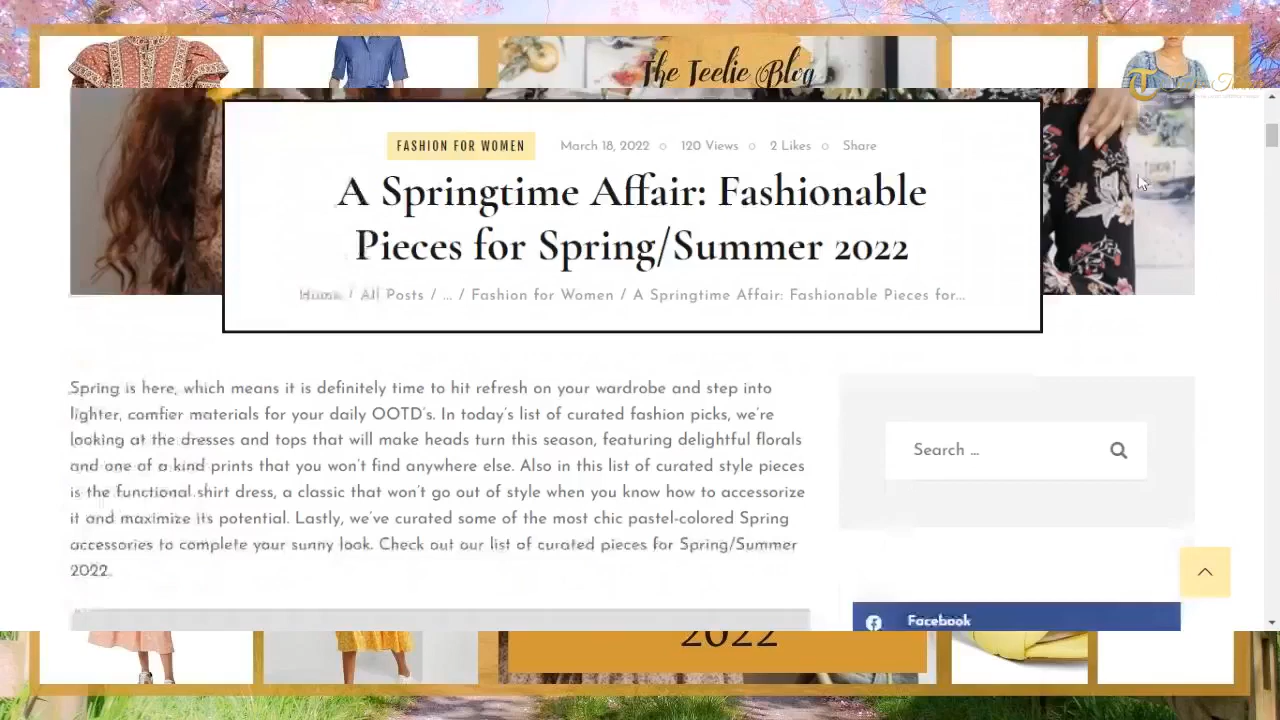 The Teelie Blog
FASHION FOR WOMEN March 18, 2022 120 Views 2 Likes Share
A Springtime Affair: Fashionable
Pieces for Spring/Summer 2022
Home / All Posts / ... / Fashion for Women / A Springtime Affair: Fashionable Pieces for...
Spring is here, which means it is definitely time to hit refresh on your wardrobe and step into
lighter, comfier materials for your daily OOTD's. In today's list of curated fashion picks, we're
looking at the dresses and tops that will make heads turn this season, featuring delightful florals
and one of a kind prints that you won't find anywhere else. Also in this list of curated style pieces
is the functional shirt dress, a classic that won't go out of style when you know how to accessorize
it and maximize its potential. Lastly, we've curated some of the most chic pastel-colored Spring
accessories to complete your sunny look. Check out our list of curated pieces for Spring/Summer
2022.
Search ...
Facebook
2022